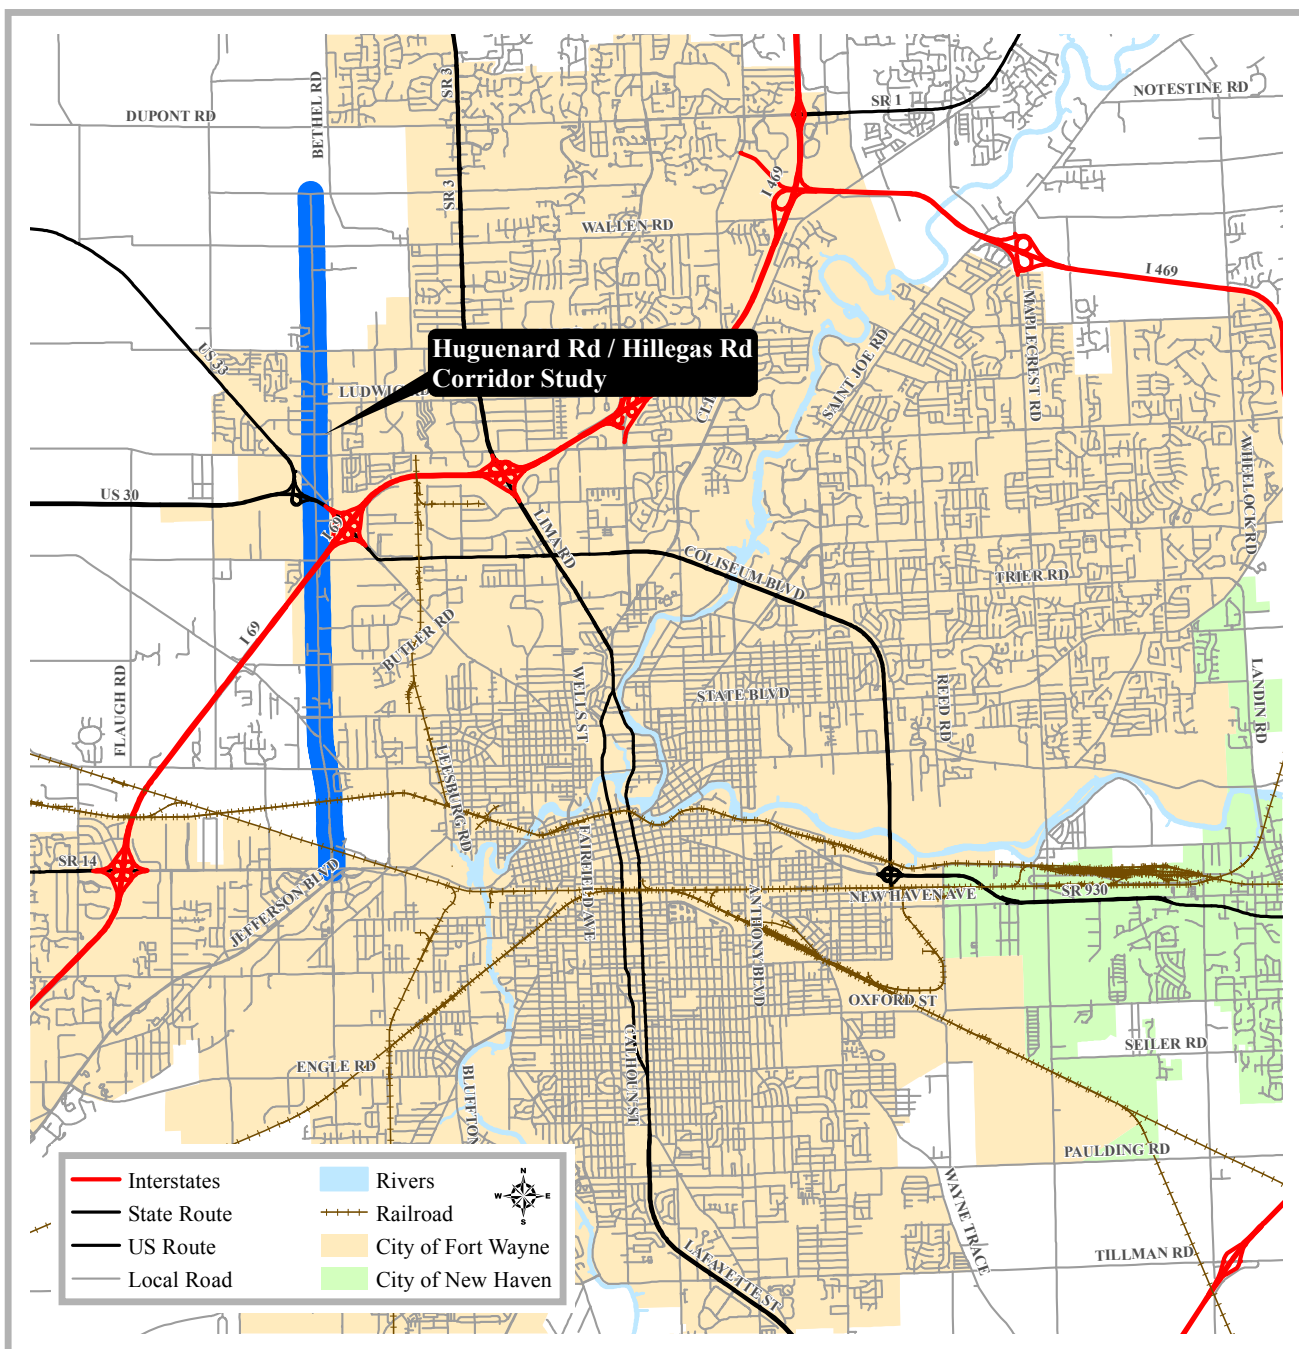 SR 3
BETHEL RD
DUPONT RD
SR 1
NOTESTINE RD
SR 3
I 469
WALLEN RD
I 469
US 33
Huguenard Rd / Hillegas Rd
Corridor Study
MAPLECREST RD
SAINT JOE RD
LUDWIG RD
WHEELOCK RD
US 30
I 69
LIMA RD
COLISEUM BLVD
TRIER RD
I 69
BUTLER RD
FLAUGH RD
WELLS ST
STATE BLVD
REED RD
LANDIN RD
LEESBURG RD
SR 14
JEFFERSON BLVD
FAIRFIELD AVE
ANTHONY BLVD
NEW HAVEN AVE
SR 930
OXFORD ST
ENGLE RD
BLUFFTON
CALHOUN ST
SEILER RD
PAULDING RD
WAYNE TRACE
TILLMAN RD
LAFAYETTE ST
Interstates
State Route
US Route
Local Road
Rivers
Railroad
City of Fort Wayne
City of New Haven
N
W E
S